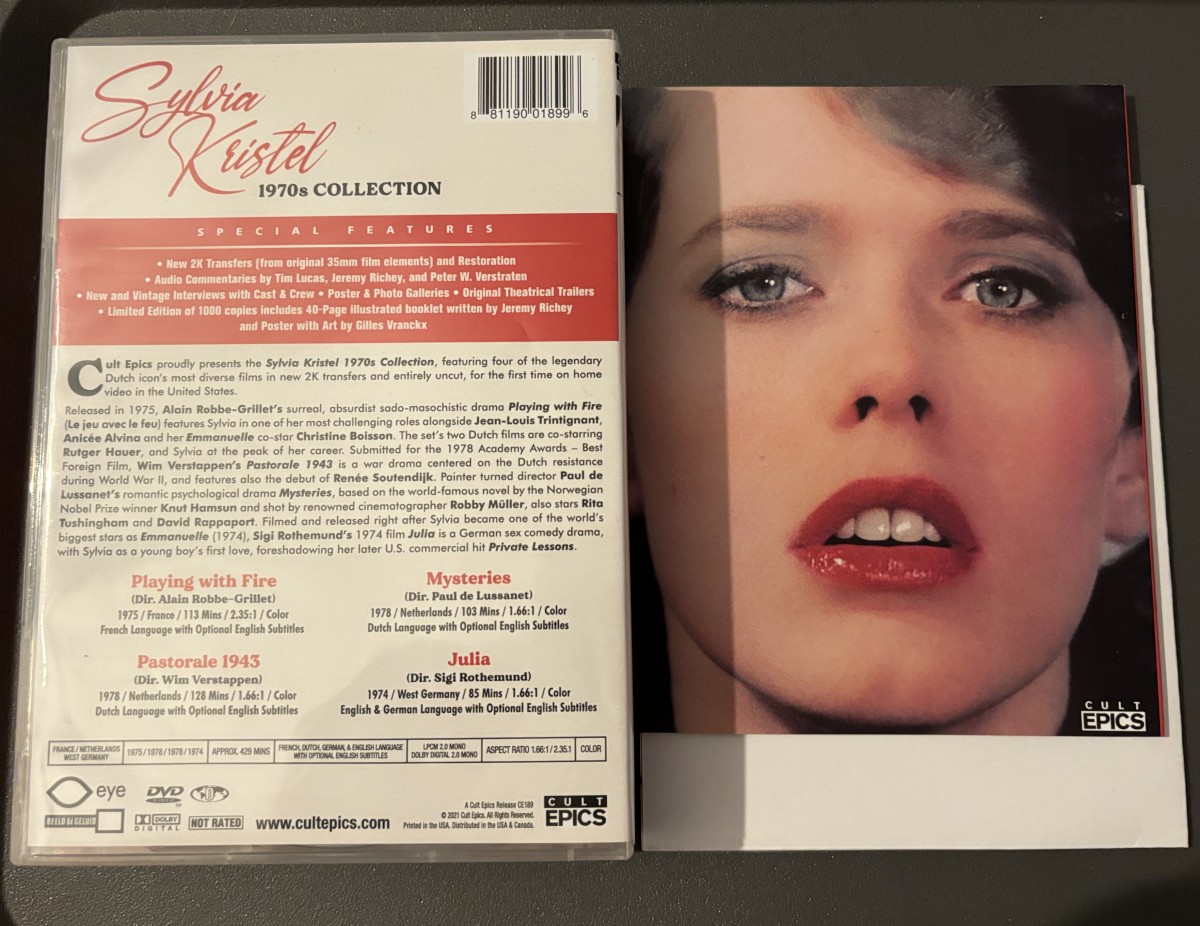 Sylvia
Kristel
1970s COLLECTION
8 81190 01899 6
SPECIAL FEATURES
• New 2K Transfers (from original 35mm film elements) and Restoration
• Audio Commentaries by Tim Lucas, Jeremy Richey, and Peter W. Verstraten
• New and Vintage Interviews with Cast & Crew • Poster & Photo Galleries • Original Theatrical Trailers
• Limited Edition of 1000 copies includes 40-Page illustrated booklet written by Jeremy Richey
and Poster with Art by Gilles Vranckx
Cult Epics proudly presents the Sylvia Kristel 1970s Collection, featuring four of the legendary
Dutch icon's most diverse films in new 2K transfers and entirely uncut, for the first time on home
video in the United States.
Released in 1975, Alain Robbe-Grillet's surreal, absurdist sado-masochistic drama Playing with Fire
(Le jeu avec le feu) features Sylvia in one of her most challenging roles alongside Jean-Louis Trintignant,
Anicée Alvina and her Emmanuelle co-star Christine Boisson. The set's two Dutch films are co-starring
Rutger Hauer, and Sylvia at the peak of her career. Submitted for the 1978 Academy Awards – Best
Foreign Film, Wim Verstappen's Pastorale 1943 is a war drama centered on the Dutch resistance
during World War II, and features also the debut of Renée Soutendijk. Painter turned director Paul de
Lussanet's romantic psychological drama Mysteries, based on the world-famous novel by the Norwegian
Nobel Prize winner Knut Hamsun and shot by renowned cinematographer Robby Müller, also stars Rita
Tushingham and David Rappaport. Filmed and released right after Sylvia became one of the world's
biggest stars as Emmanuelle (1974), Sigi Rothemund's 1974 film Julia is a German sex comedy drama,
with Sylvia as a young boy's first love, foreshadowing her later U.S. commercial hit Private Lessons.
Playing with Fire
(Dir. Alain Robbe-Grillet)
1975 / France / 113 Mins / 2.35:1 / Color
French Language with Optional English Subtitles
Mysteries
(Dir. Paul de Lussanet)
1978 / Netherlands / 103 Mins / 1.66:1 / Color
Dutch Language with Optional English Subtitles
Pastorale 1943
(Dir. Wim Verstappen)
1978 / Netherlands / 128 Mins / 1.66:1 / Color
Dutch Language with Optional English Subtitles
Julia
(Dir. Sigi Rothemund)
1974 / West Germany / 85 Mins / 1.66:1 / Color
English & German Language with Optional English Subtitles
FRANCE / NETHERLANDS
WEST GERMANY
1975/1978/1978/1974
APPROX. 429 MINS
FRENCH, DUTCH, GERMAN, & ENGLISH LANGUAGE
WITH OPTIONAL ENGLISH SUBTITLES
LPCM 2.0 MONO
DOLBY DIGITAL 2.0 MONO
ASPECT RATIO 1.66:1 / 2.35:1
COLOR
eye
DVD
VIDEO
BEELD EN GELUID
DOLBY
DIGITAL
NOT RATED
www.cultepics.com
A Cult Epics Release CE189
© 2021 Cult Epics. All Rights Reserved.
Printed in the USA. Distributed in the USA & Canada.
CULT
EPICS
CULT
EPICS